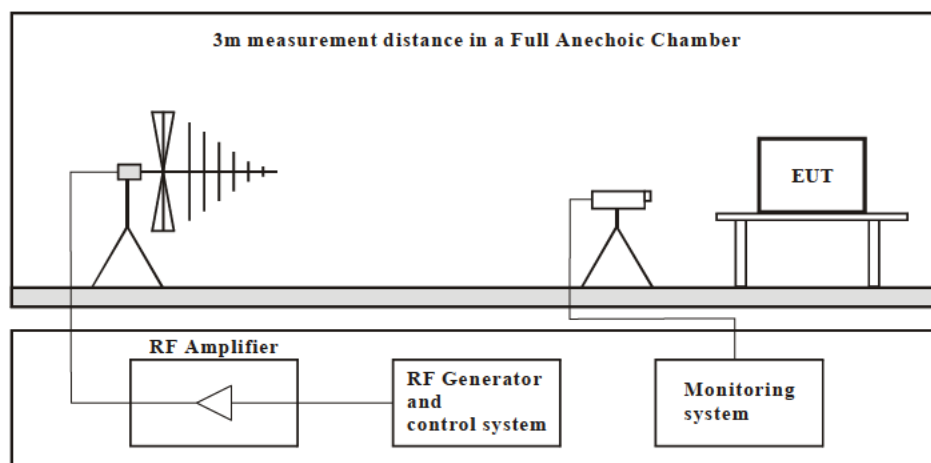 3m measurement distance in a Full Anechoic Chamber
EUT
RF Amplifier
RF Generator
and
control system
Monitoring
system